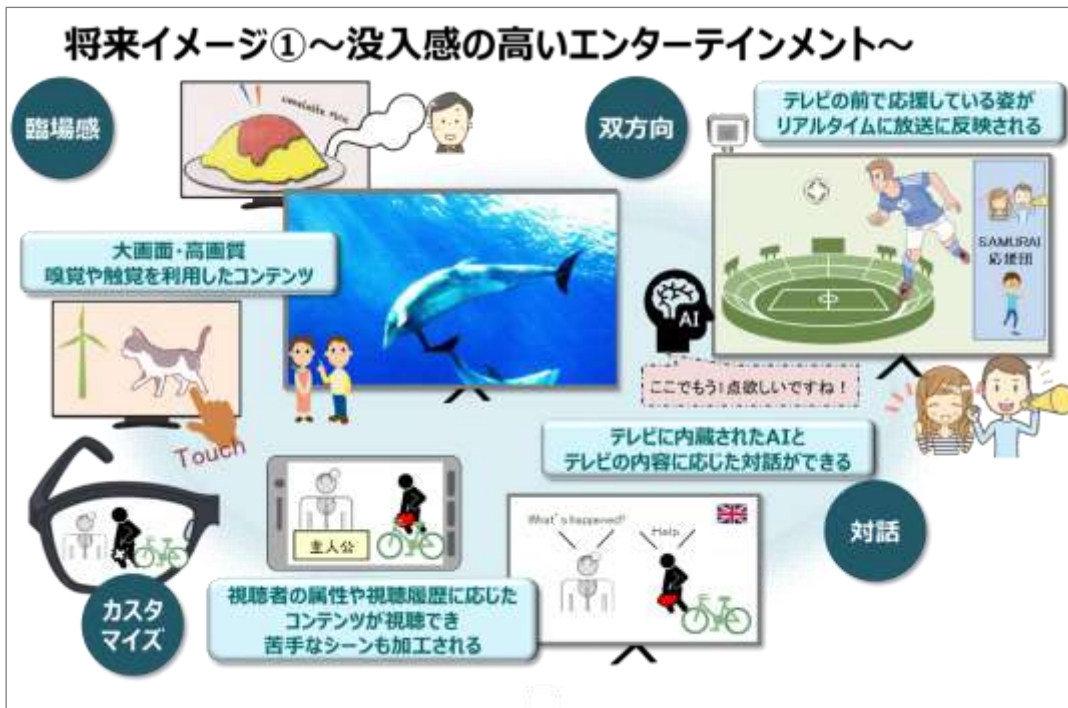 将来イメージ①～没入感の高いエンターテインメント～
臨場感
大画面・高画質
嗅覚や触覚を利用したコンテンツ
Touch
双方向
テレビの前で応援している姿が
リアルタイムに放送に反映される
SAMURAI
応援団
AI
ここでもう1点欲しいですね！
テレビに内蔵されたAIと
テレビの内容に応じた対話ができる
対話
What's happened?
Help
主人公
カスタ
マイズ
視聴者の属性や視聴履歴に応じた
コンテンツが視聴でき
苦手なシーンも加工される